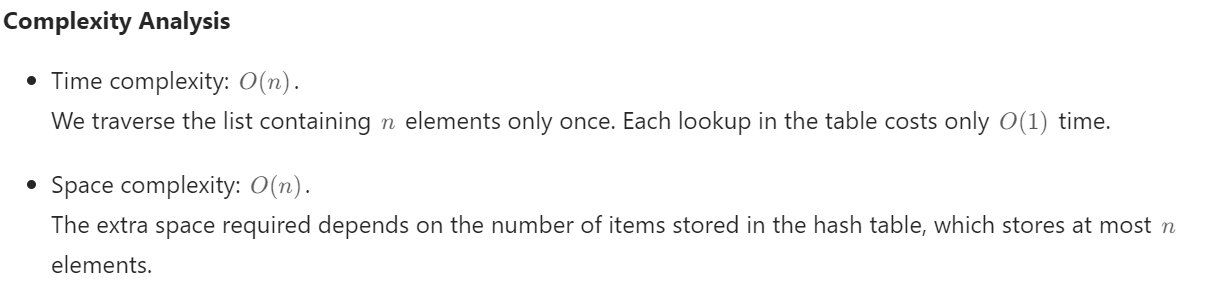 Complexity Analysis
• Time complexity: O(n).
We traverse the list containing n elements only once. Each lookup in the table costs only O(1) time.
• Space complexity: O(n).
The extra space required depends on the number of items stored in the hash table, which stores at most n
elements.